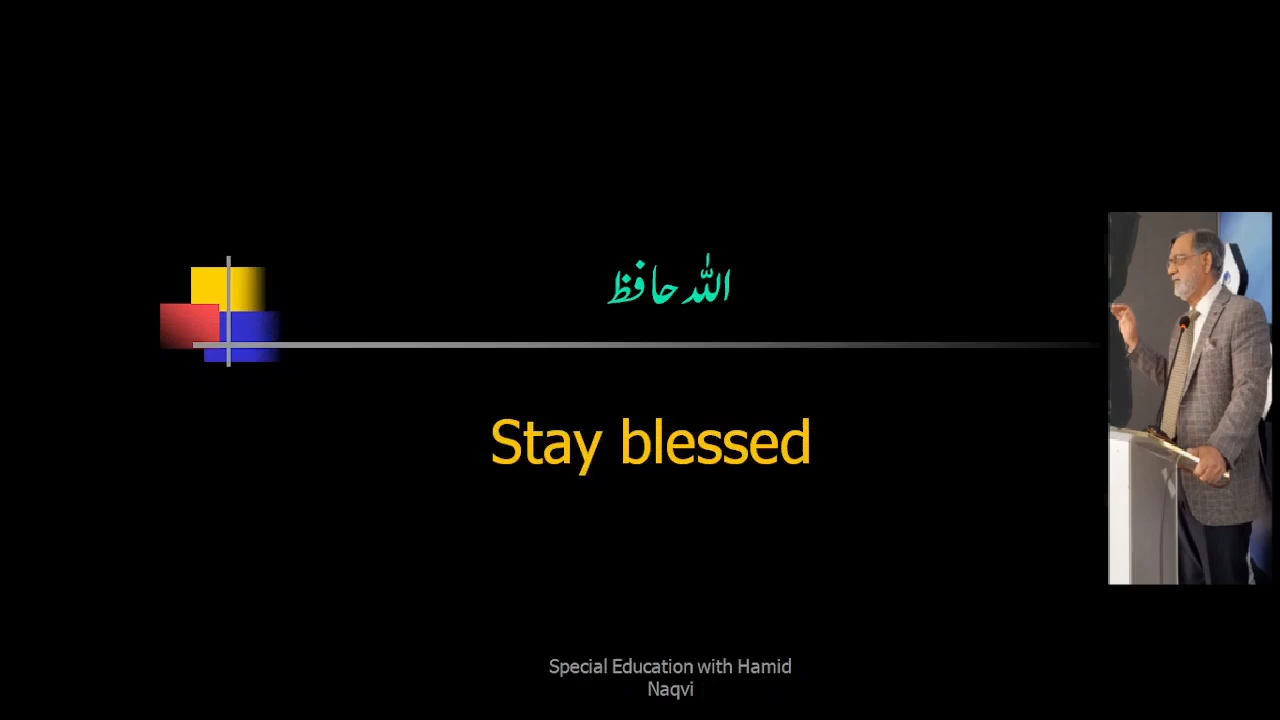 اللہ حافظ
Stay blessed
Special Education with Hamid
Naqvi